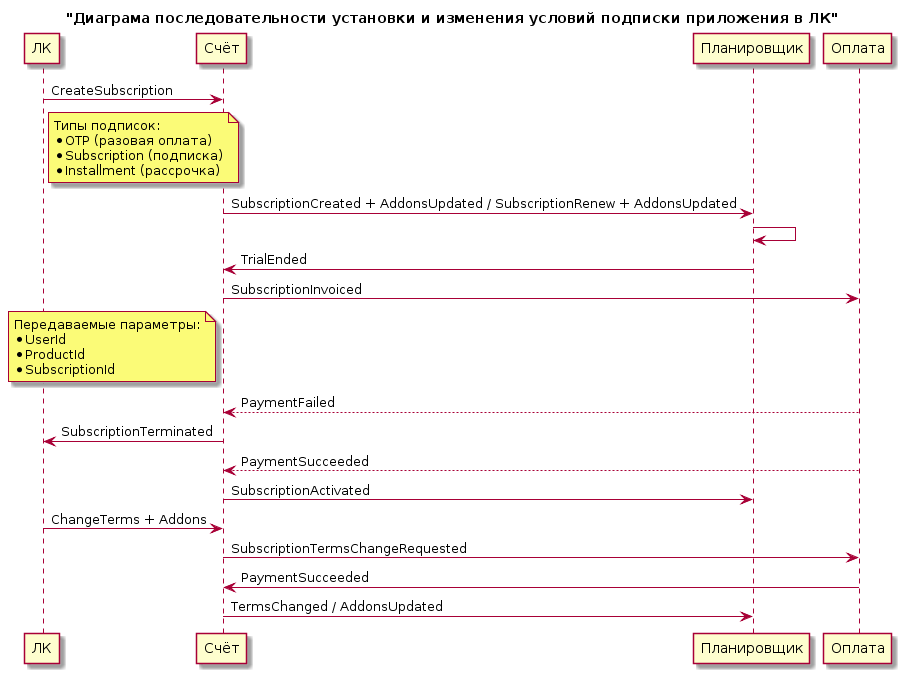 "Диаграма последовательности установки и изменения условий подписки приложения в ЛК"
ЛК Счёт Планировщик Оплата
CreateSubscription
Типы подписок:
• OTP (разовая оплата)
• Subscription (подписка)
• Installment (рассрочка)
SubscriptionCreated + AddonsUpdated / SubscriptionRenew + AddonsUpdated
TrialEnded
SubscriptionInvoiced
Передаваемые параметры:
• UserId
• ProductId
• SubscriptionId
PaymentFailed
SubscriptionTerminated
PaymentSucceeded
SubscriptionActivated
ChangeTerms + Addons
SubscriptionTermsChangeRequested
PaymentSucceeded
TermsChanged / AddonsUpdated
ЛК Счёт Планировщик Оплата